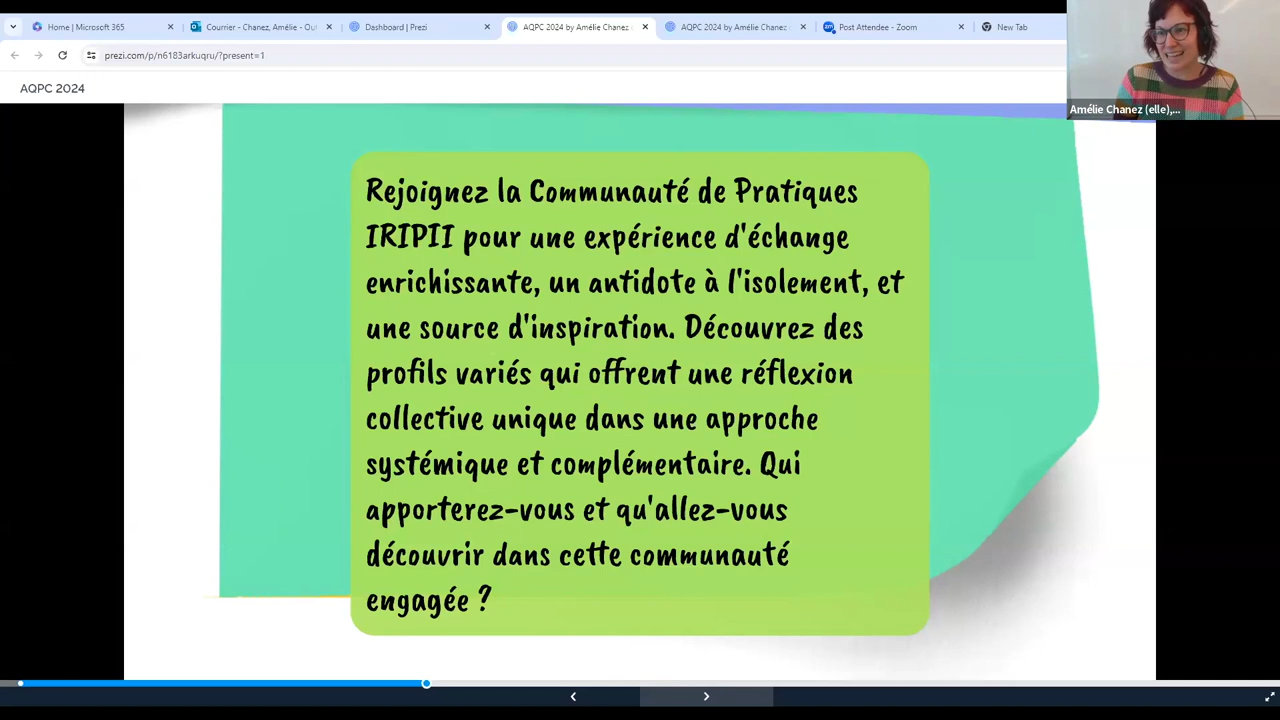 Home | Microsoft 365
Courrier - Chanez, Amélie - Out
Dashboard | Prezi
AQPC 2024 by Amélie Chanez
AQPC 2024 by Amélie Chanez
Post Attendee - Zoom
New Tab
prezi.com/p/n6183arkuqru/?present=1
AQPC 2024
Amélie Chanez (elle),...
Rejoignez la Communauté de Pratiques
IRIPII pour une expérience d'échange
enrichissante, un antidote à l'isolement, et
une source d'inspiration. Découvrez des
profils variés qui offrent une réflexion
collective unique dans une approche
systémique et complémentaire. Qui
apporterez-vous et qu'allez-vous
découvrir dans cette communauté
engagée ?